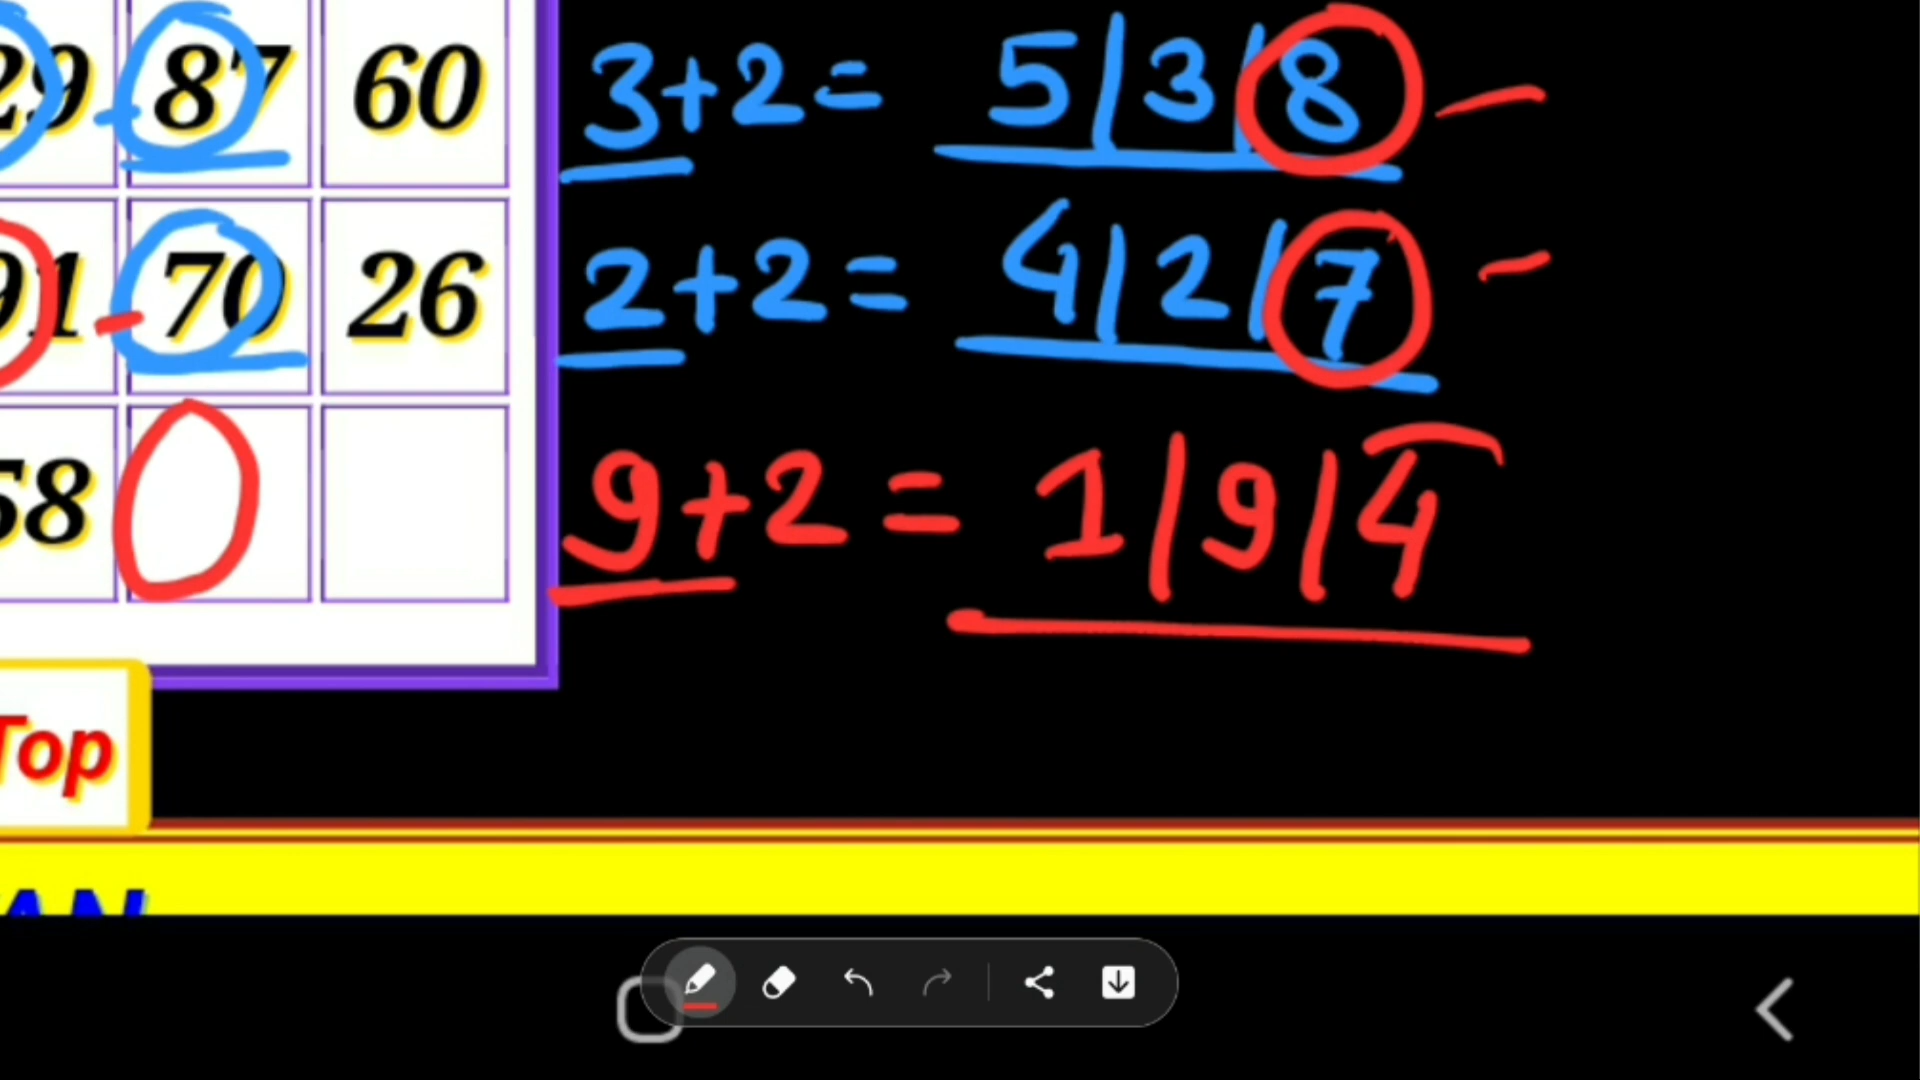 29 87 60 3+2= 5|3|8
91 70 26 2+2= 4|2|7
58 9+2= 1|9|4
Top
AN